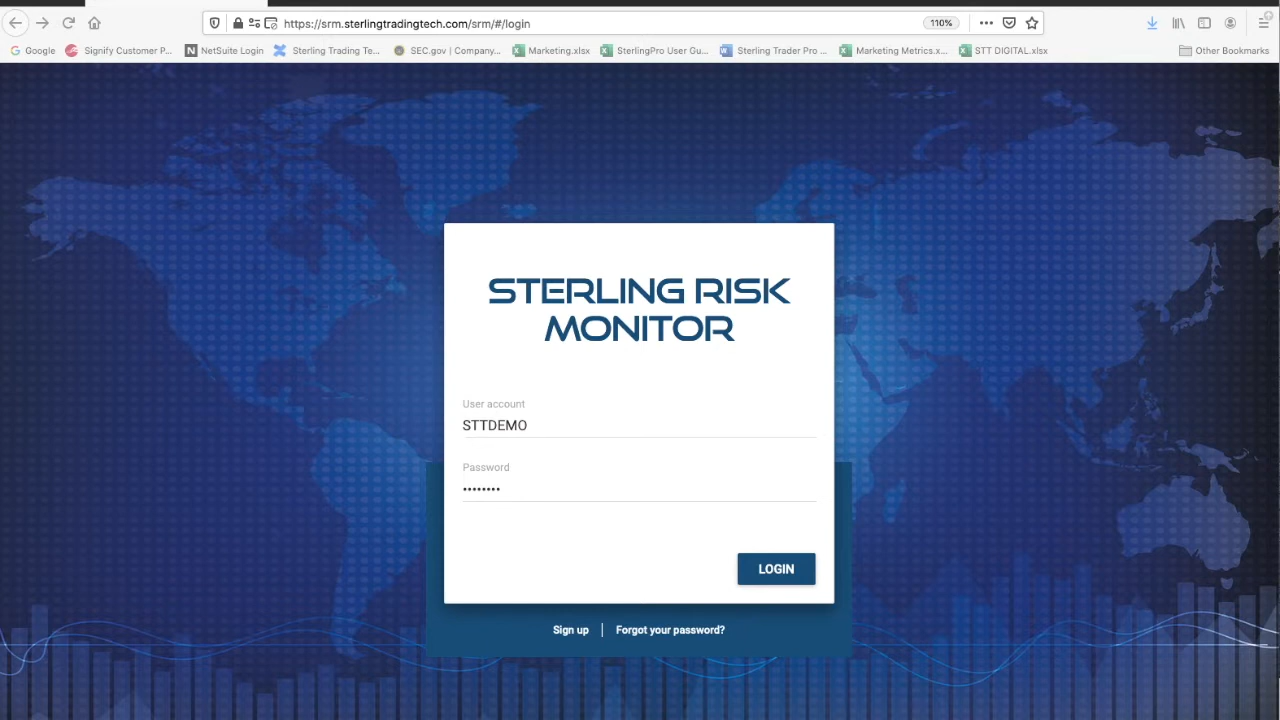 https://srm.sterlingtradingtech.com/srm/#/login
110%
Google
Signify Customer P...
NetSuite Login
Sterling Trading Te...
SEC.gov | Company...
Marketing.xlsx
SterlingPro User Gu...
Sterling Trader Pro ...
Marketing Metrics.x...
STT DIGITAL.xlsx
Other Bookmarks
STERLING RISK
MONITOR
User account
STTDEMO
Password
••••••••
LOGIN
Sign up | Forgot your password?